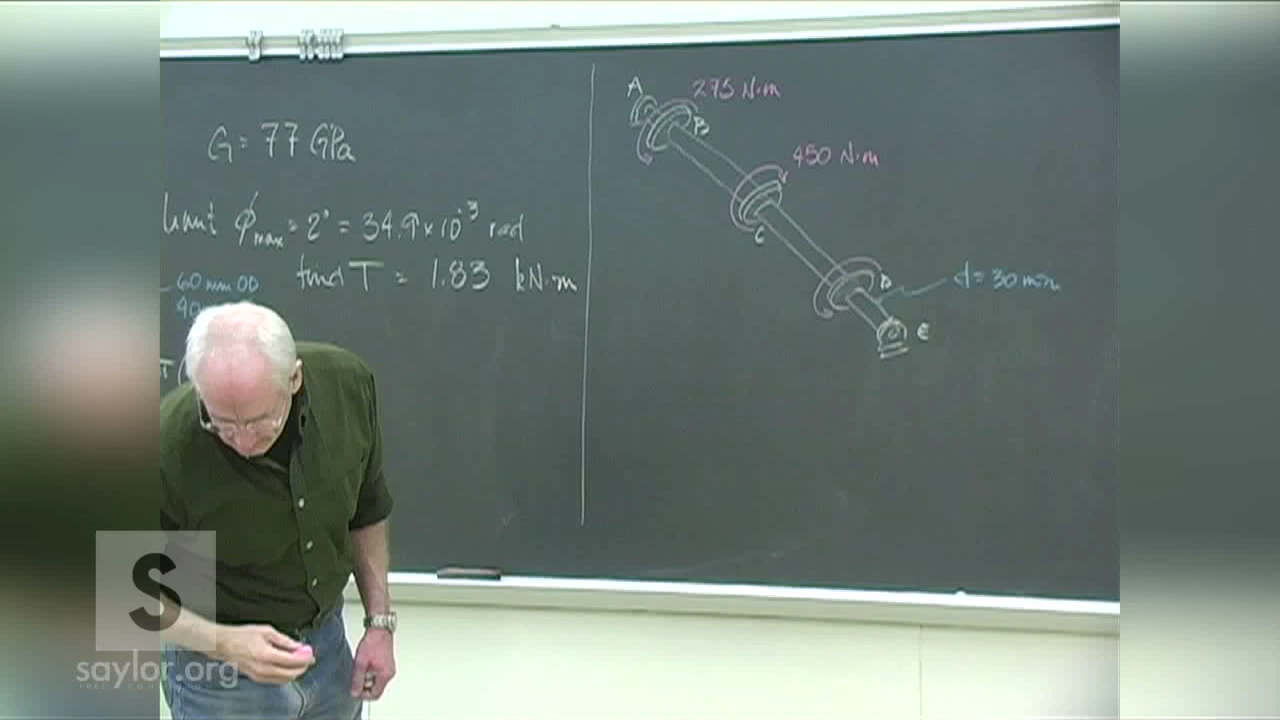 G = 77 GPa
limit ϕmax = 2° = 34.9 × 10⁻³ rad
60 mm OD
find T = 1.83 kN·m
40
T(
A
275 N·m
B
450 N·m
C
D
d = 30 mm
E
S
saylor.org